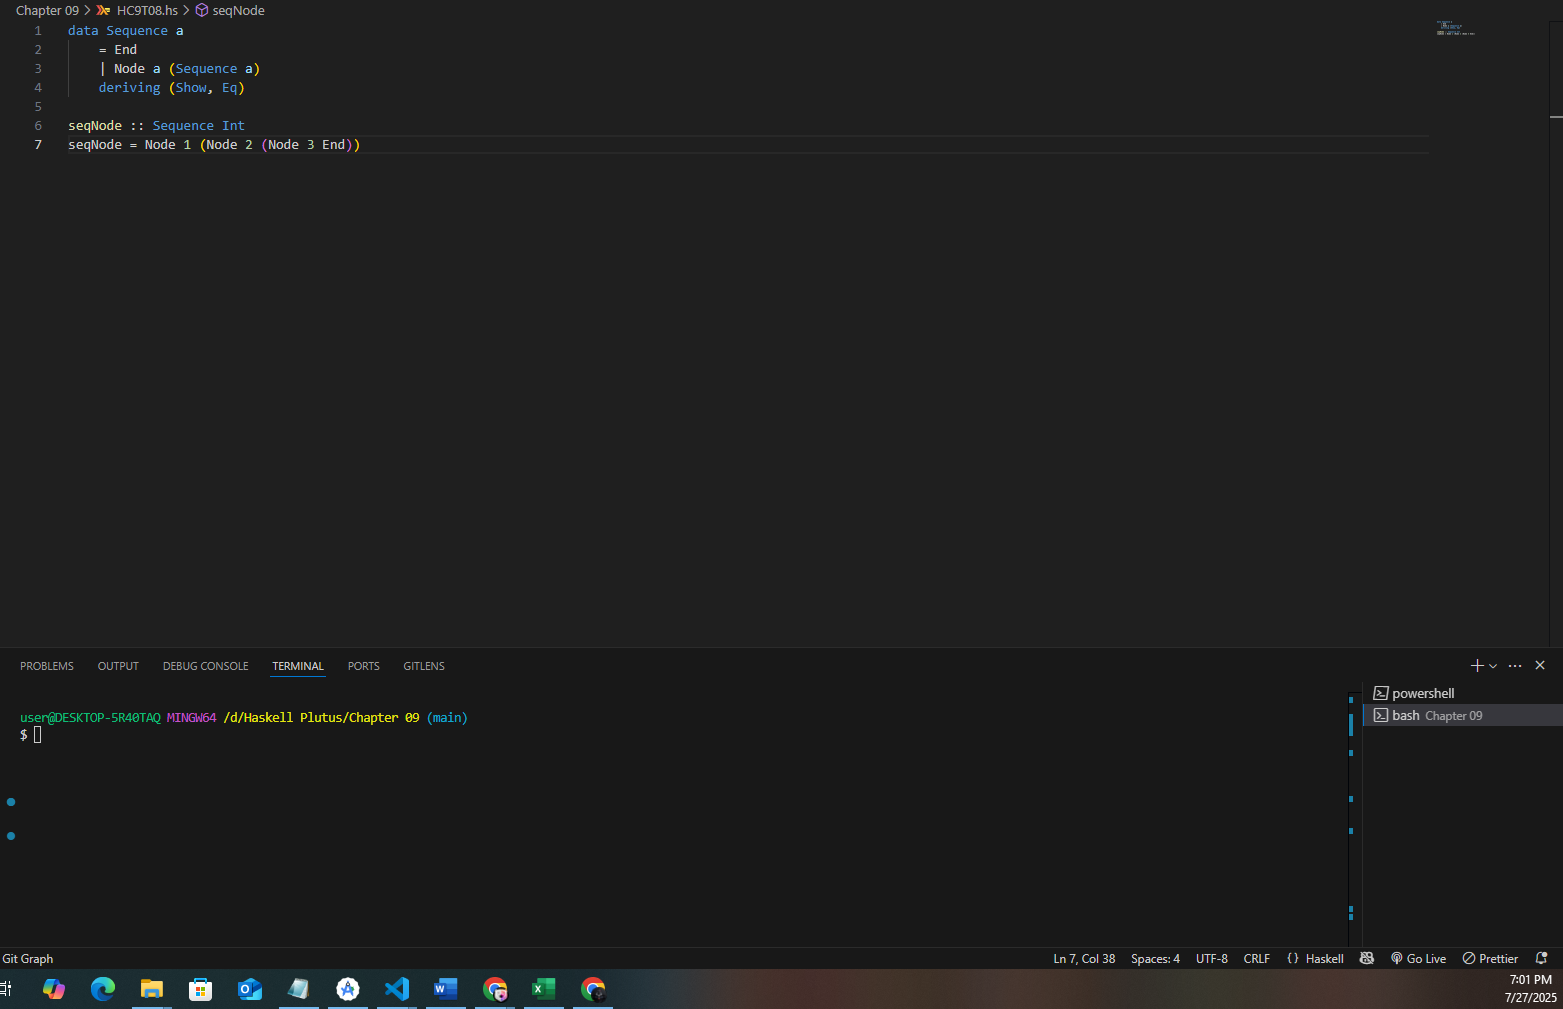 Chapter 09 > HC9T08.hs > seqNode
1 data Sequence a
2     = End
3     | Node a (Sequence a)
4     deriving (Show, Eq)
5
6 seqNode :: Sequence Int
7 seqNode = Node 1 (Node 2 (Node 3 End))
PROBLEMS OUTPUT DEBUG CONSOLE TERMINAL PORTS GITLENS
powershell
bash Chapter 09
user@DESKTOP-5R40TAQ MINGW64 /d/Haskell Plutus/Chapter 09 (main)
$
Git Graph Ln 7, Col 38 Spaces: 4 UTF-8 CRLF {} Haskell Go Live Prettier
7:01 PM
7/27/2025